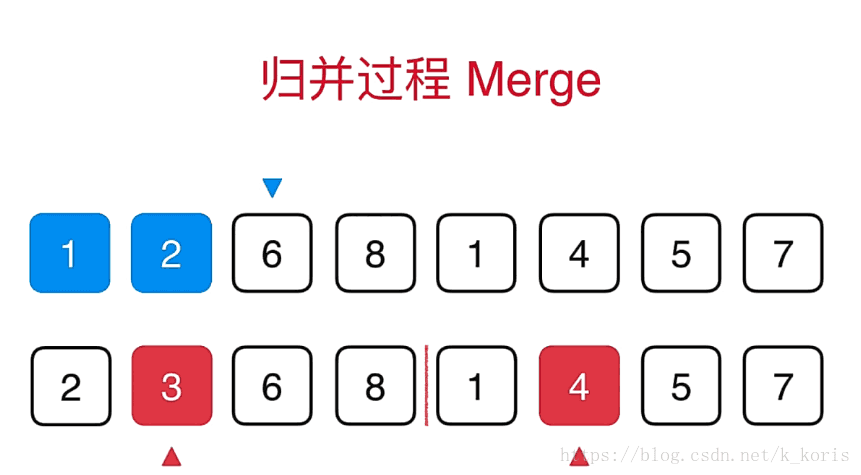 归并过程 Merge
1 2 6 8 1 4 5 7
2 3 6 8 1 4 5 7
https://blog.csdn.net/k_koris